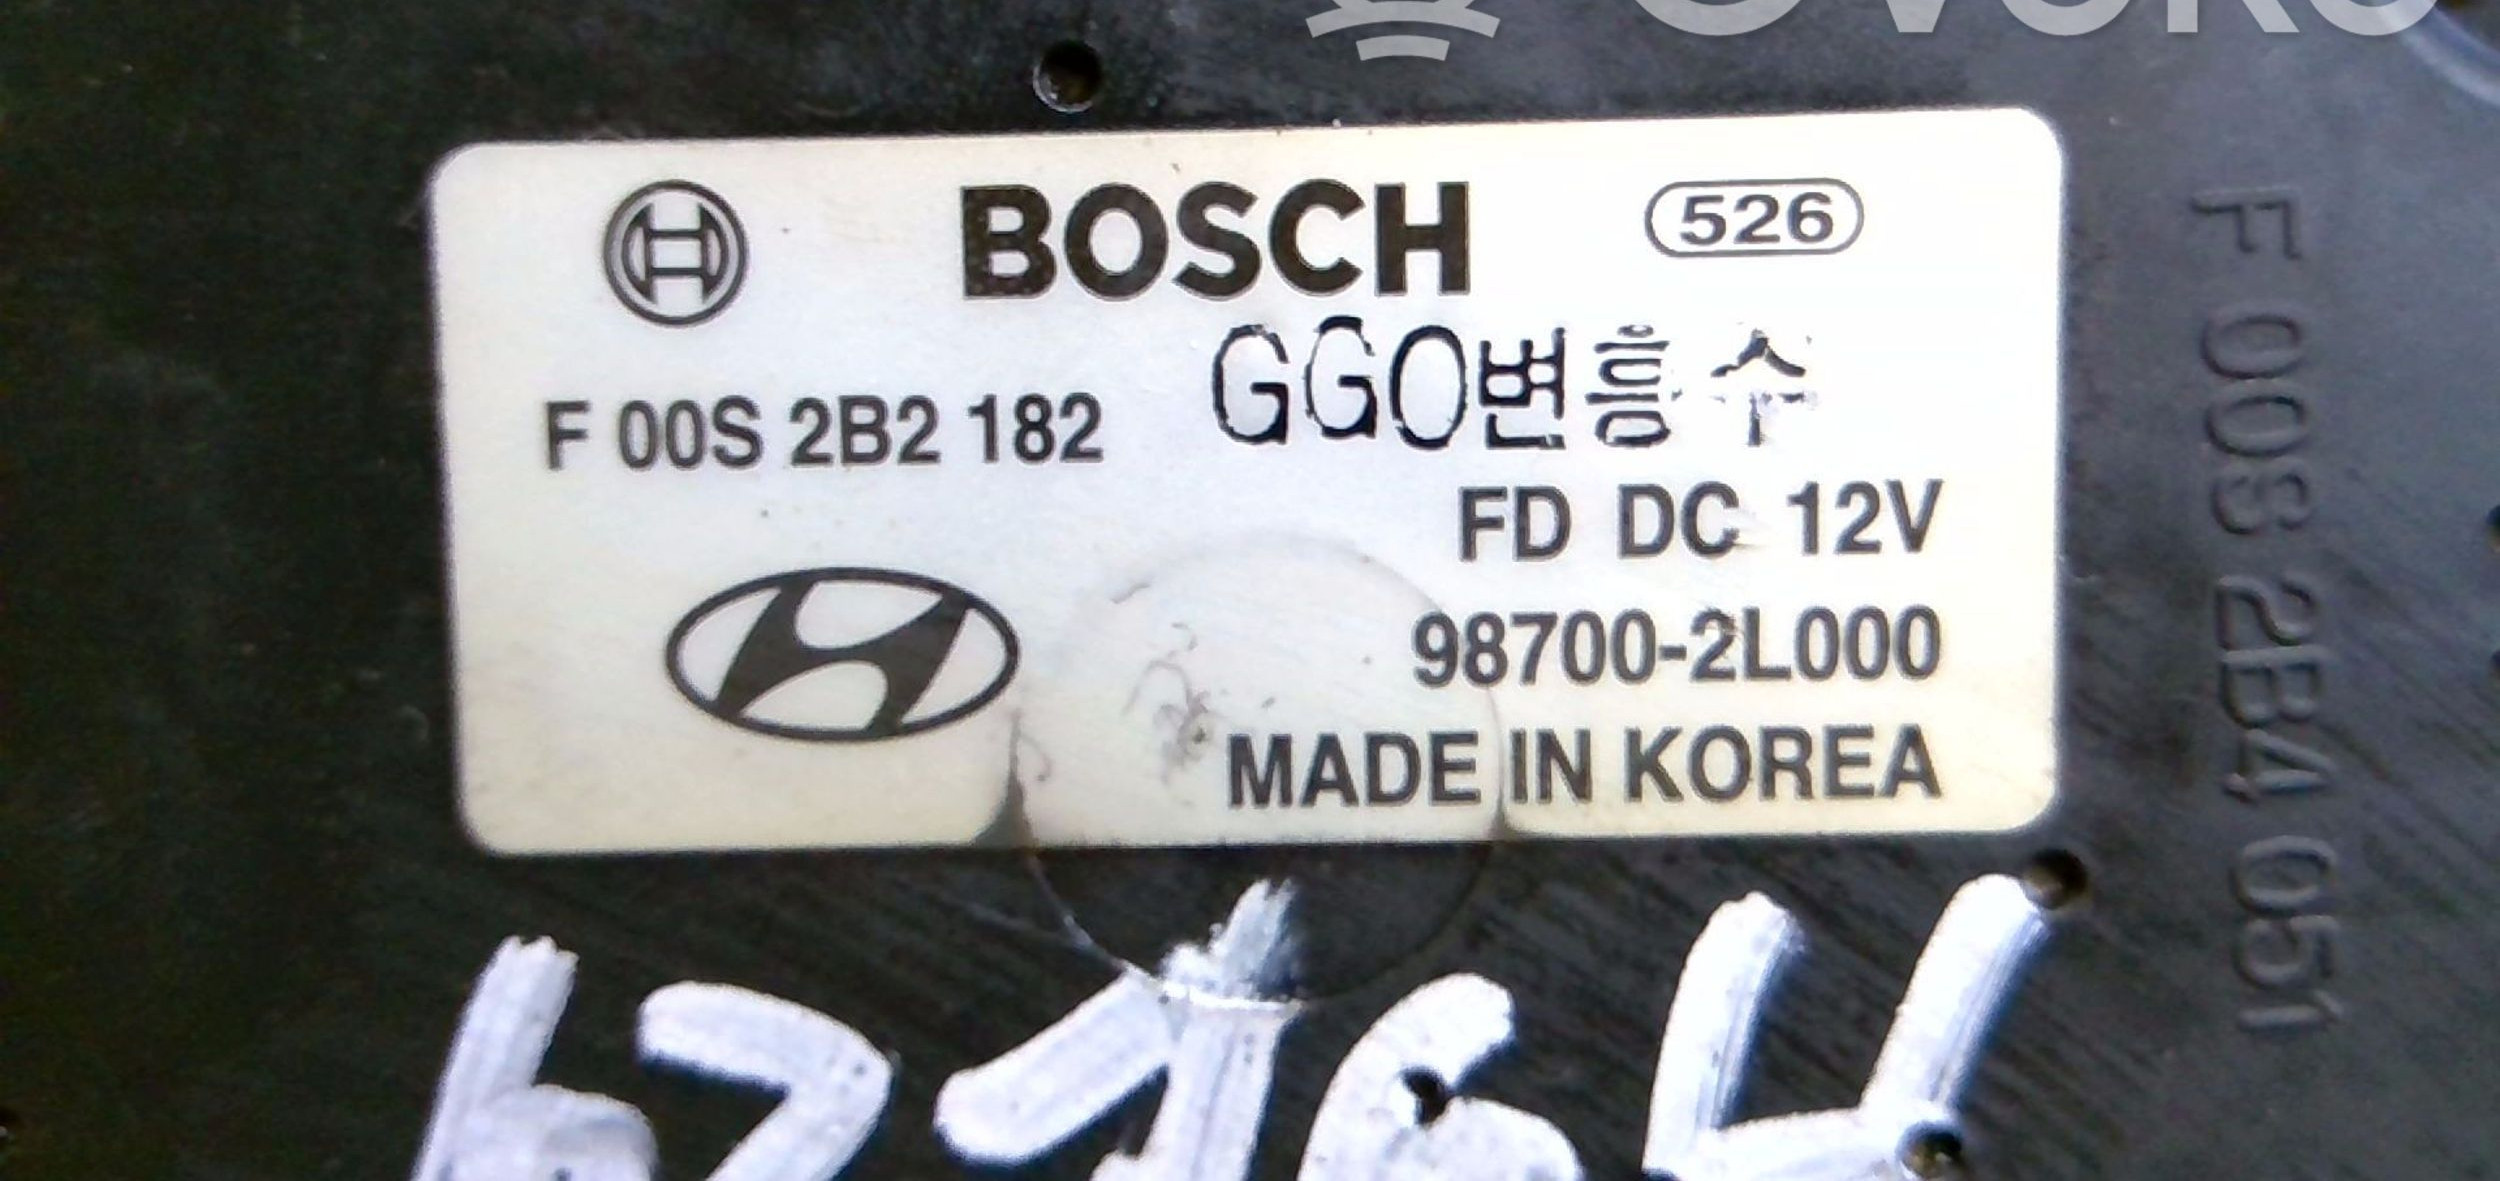 BOSCH 526
GGO변흥수
F 00S 2B2 182
FD DC 12V
98700-2L000
MADE IN KOREA
F 00S 2B4 051